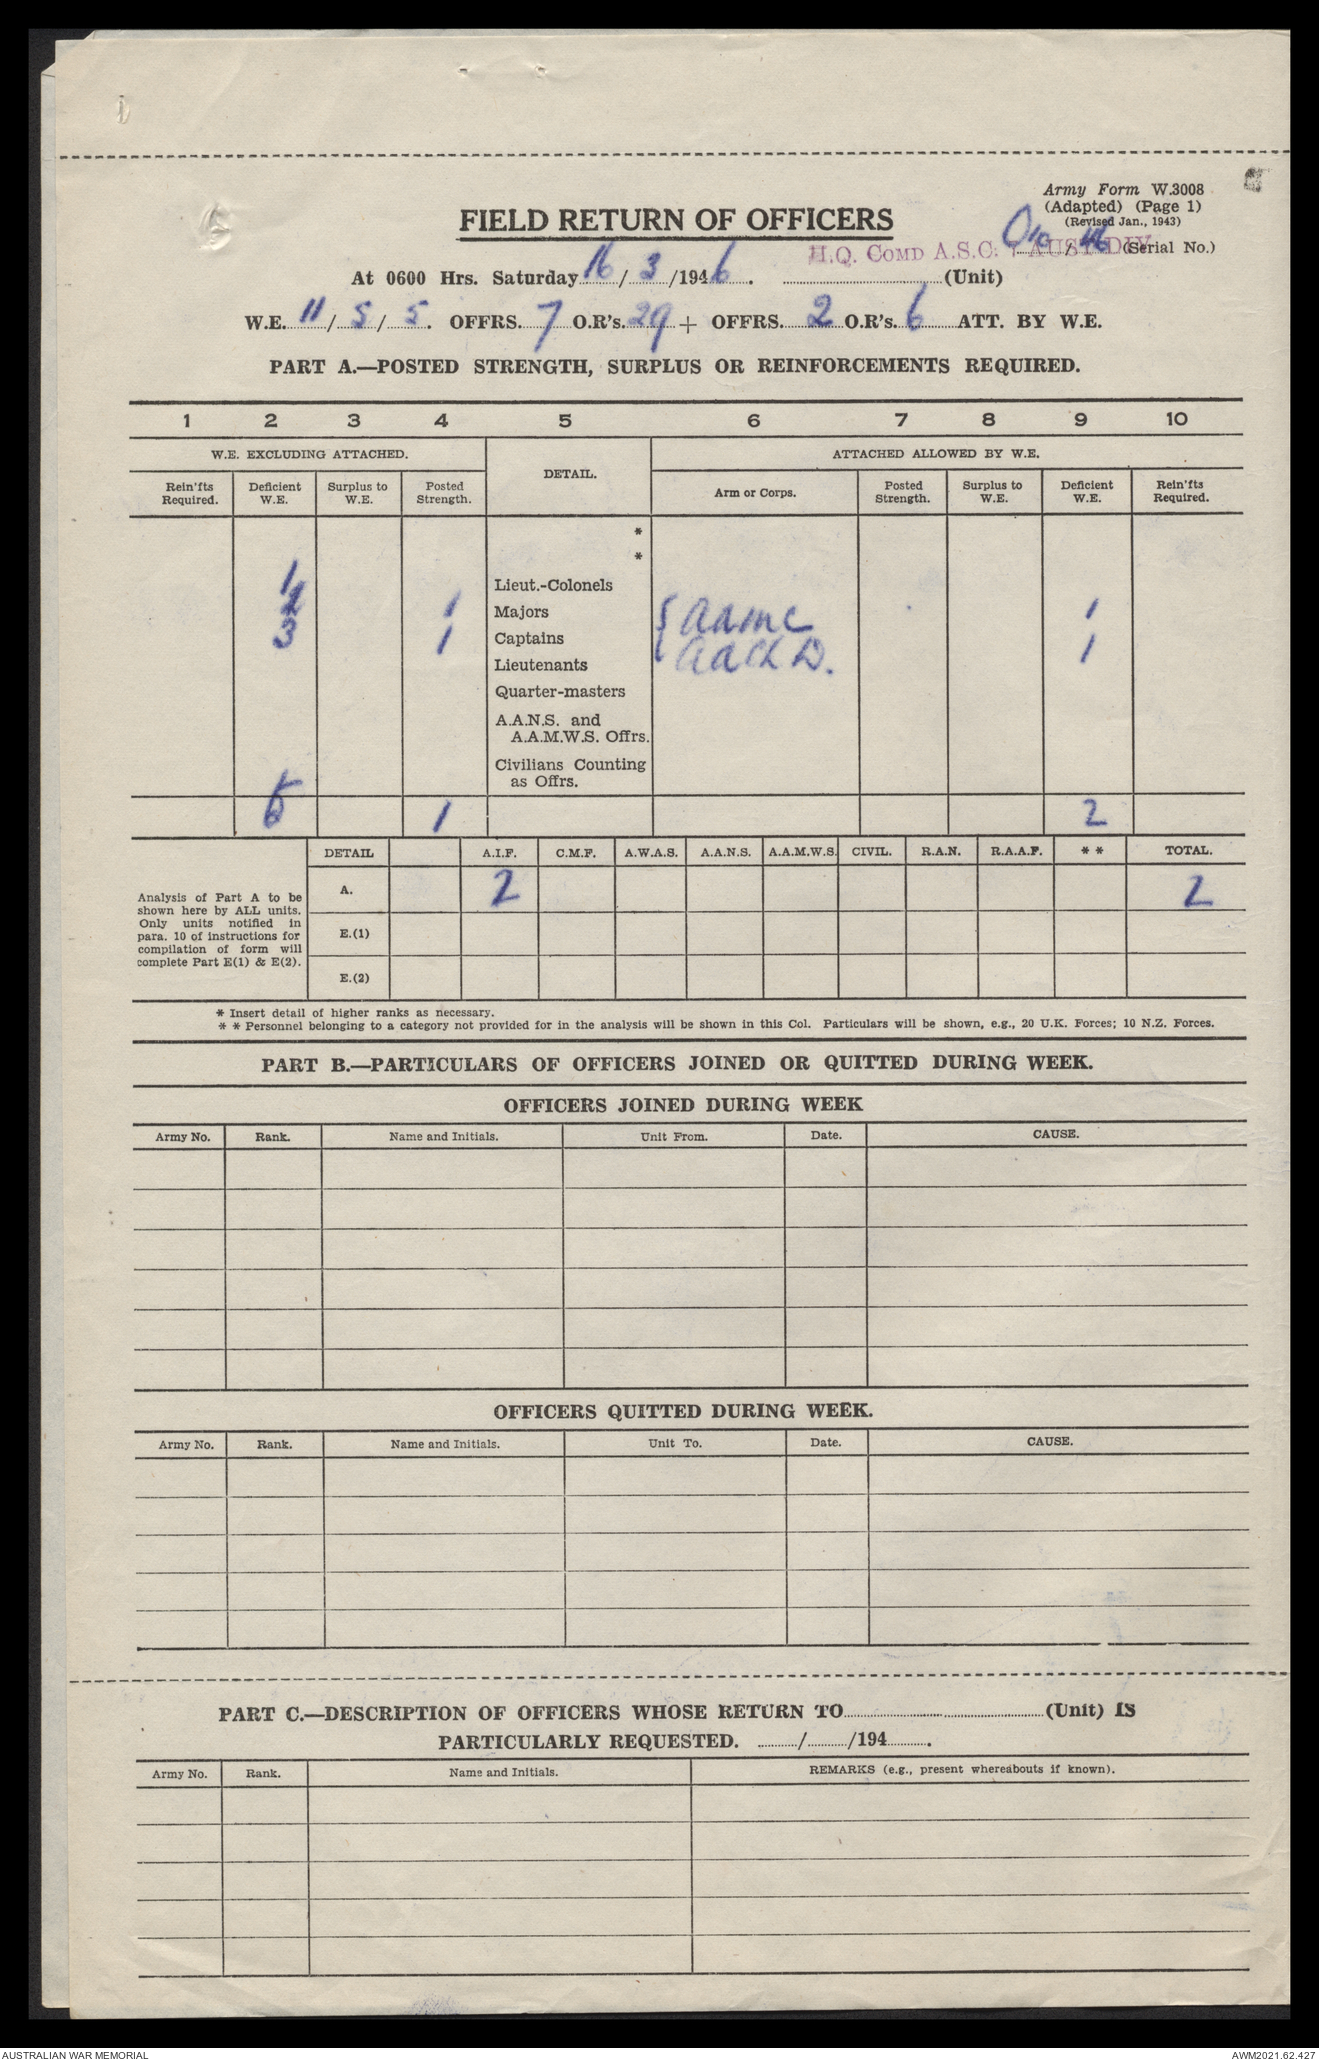 Army Form W.3008
(Adapted) (Page 1)
(Revised Jan., 1943)
FIELD RETURN OF OFFICERS
(Serial No.)
H.Q. COMD A.S.C. 7 AUST DIV
At 0600 Hrs. Saturday 16/3/1946. (Unit)
W.E. 11/5/5. OFFRS. 7 O.R's. 29 + OFFRS. 2 O.R's. 6 ATT. BY W.E.
PART A.—POSTED STRENGTH, SURPLUS OR REINFORCEMENTS REQUIRED.
1 2 3 4 5 6 7 8 9 10
W.E. EXCLUDING ATTACHED. DETAIL. ATTACHED ALLOWED BY W.E.
Rein'fts Required. Deficient W.E. Surplus to W.E. Posted Strength. Arm or Corps. Posted Strength. Surplus to W.E. Deficient W.E. Rein'fts Required.
*
*
1 Lieut.-Colonels
1 Majors { AAMC 1
3 1 Captains AAChD. 1
Lieutenants
Quarter-masters
A.A.N.S. and
A.A.M.W.S. Offrs.
Civilians Counting
as Offrs.
1 2
DETAIL A.I.F. C.M.F. A.W.A.S. A.A.N.S. A.A.M.W.S. CIVIL. R.A.N. R.A.A.F. ** TOTAL.
Analysis of Part A to be
shown here by ALL units.
Only units notified in
para. 10 of instructions for
compilation of form will
complete Part E(1) & E(2).
A. 2 2
E.(1)
E.(2)
* Insert detail of higher ranks as necessary.
** Personnel belonging to a category not provided for in the analysis will be shown in this Col. Particulars will be shown, e.g., 20 U.K. Forces; 10 N.Z. Forces.
PART B.—PARTICULARS OF OFFICERS JOINED OR QUITTED DURING WEEK.
OFFICERS JOINED DURING WEEK
Army No. Rank. Name and Initials. Unit From. Date. CAUSE.
OFFICERS QUITTED DURING WEEK.
Army No. Rank. Name and Initials. Unit To. Date. CAUSE.
PART C.—DESCRIPTION OF OFFICERS WHOSE RETURN TO (Unit) IS
PARTICULARLY REQUESTED. / /194 .
Army No. Rank. Name and Initials. REMARKS (e.g., present whereabouts if known).
AUSTRALIAN WAR MEMORIAL AWM2021.62.427